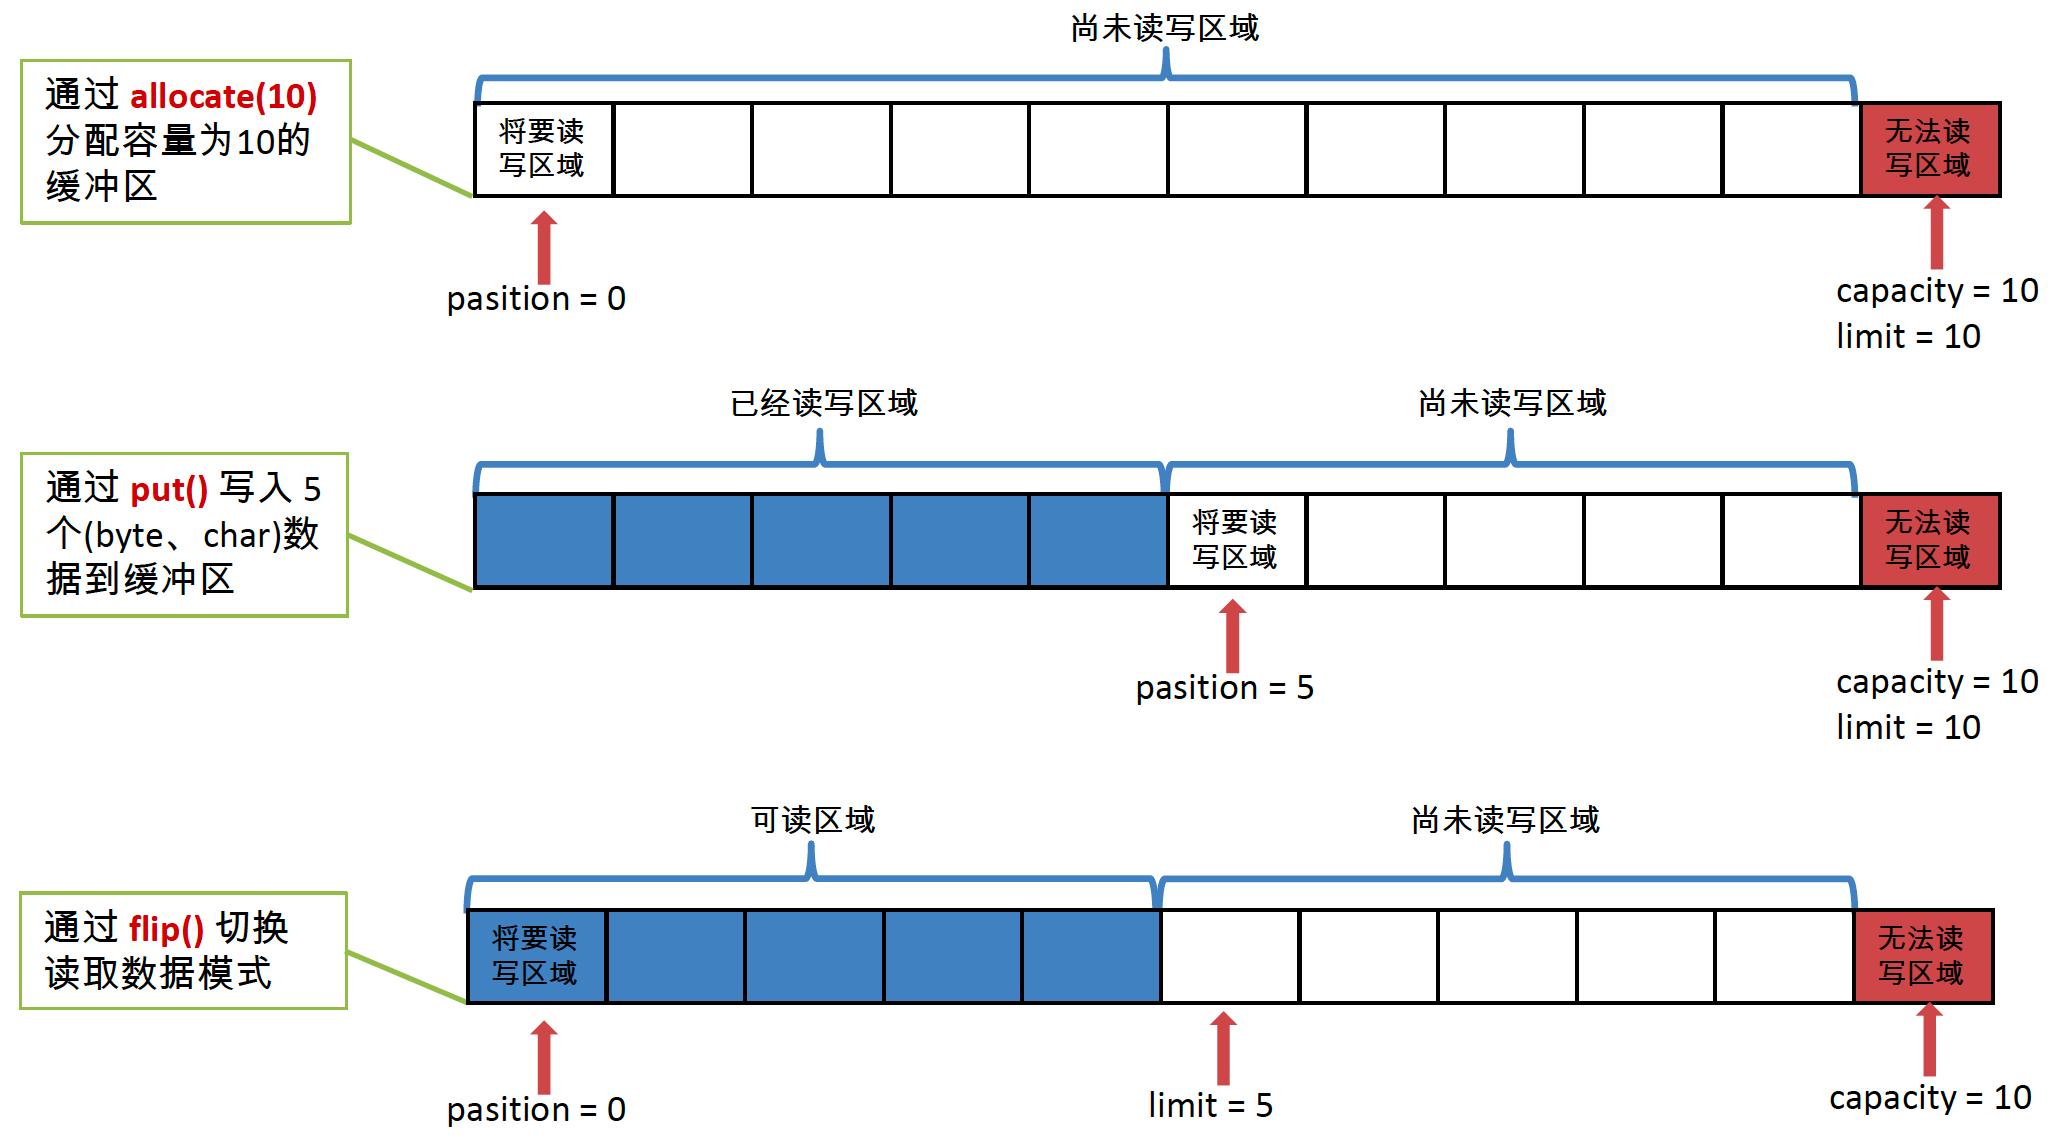 尚未读写区域
通过 allocate(10)
分配容量为10的
缓冲区
将要读
写区域
无法读
写区域
pasition = 0
capacity = 10
limit = 10
已经读写区域
尚未读写区域
通过 put() 写入 5
个(byte、char)数
据到缓冲区
将要读
写区域
无法读
写区域
pasition = 5
capacity = 10
limit = 10
可读区域
尚未读写区域
通过 flip() 切换
读取数据模式
将要读
写区域
无法读
写区域
pasition = 0
limit = 5
capacity = 10